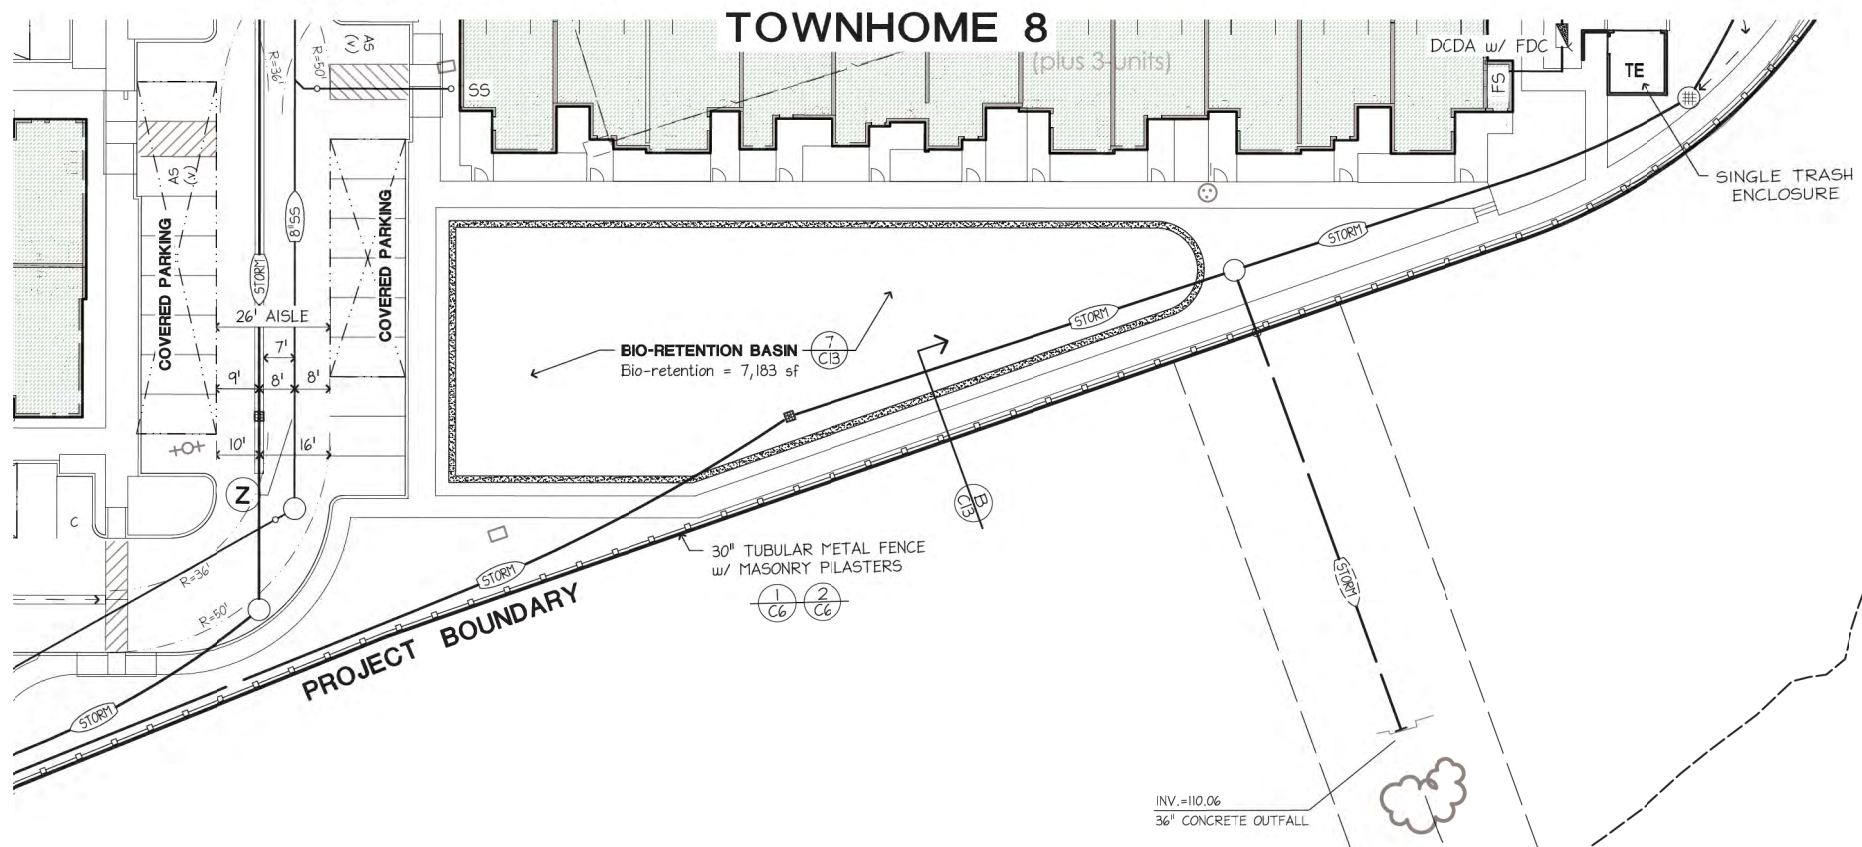 TOWNHOME 8
(plus 3-units)
DCDA w/ FDC
FS
TE
SINGLE TRASH
ENCLOSURE
R=36'
R=50'
AS
(v)
SS
AS
(v)
COVERED PARKING
COVERED PARKING
8"SS
STORM
26' AISLE
7'
9'
8'
8'
10'
16'
Z
C
R=36'
R=50'
STORM
STORM
STORM
STORM
STORM
BIO-RETENTION BASIN
Bio-retention = 7,183 sf
7
C13
B
C13
30" TUBULAR METAL FENCE
w/ MASONRY PILASTERS
1
C6
2
C6
PROJECT BOUNDARY
INV.=110.06
36" CONCRETE OUTFALL